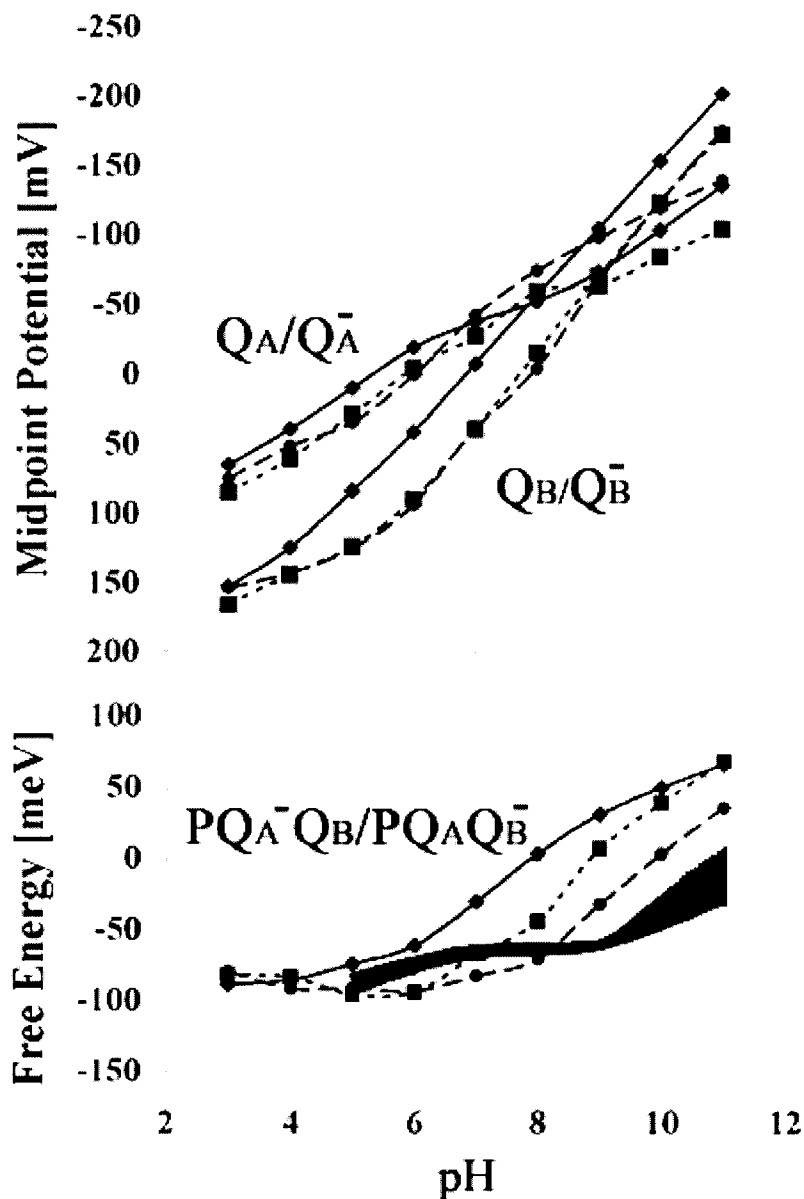 Midpoint Potential [mV]
-250
-200
-150
-100
-50
0
50
100
150
200
QA/QA⁻
QB/QB⁻
Free Energy [meV]
100
50
0
-50
-100
-150
PQA⁻QB/PQAQB⁻
2 4 6 8 10 12
pH